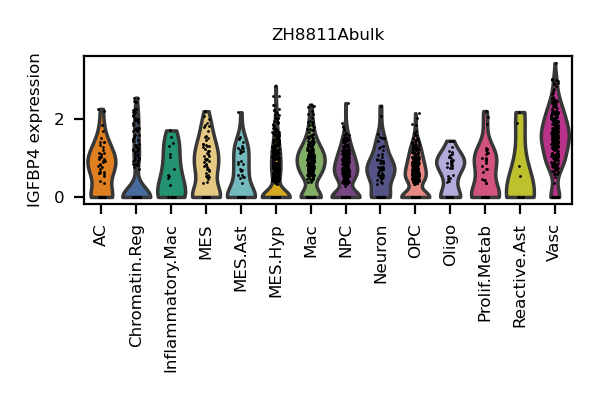 ZH8811Abulk
IGFBP4 expression
2
0
AC
Chromatin.Reg
Inflammatory.Mac
MES
MES.Ast
MES.Hyp
Mac
NPC
Neuron
OPC
Oligo
Prolif.Metab
Reactive.Ast
Vasc